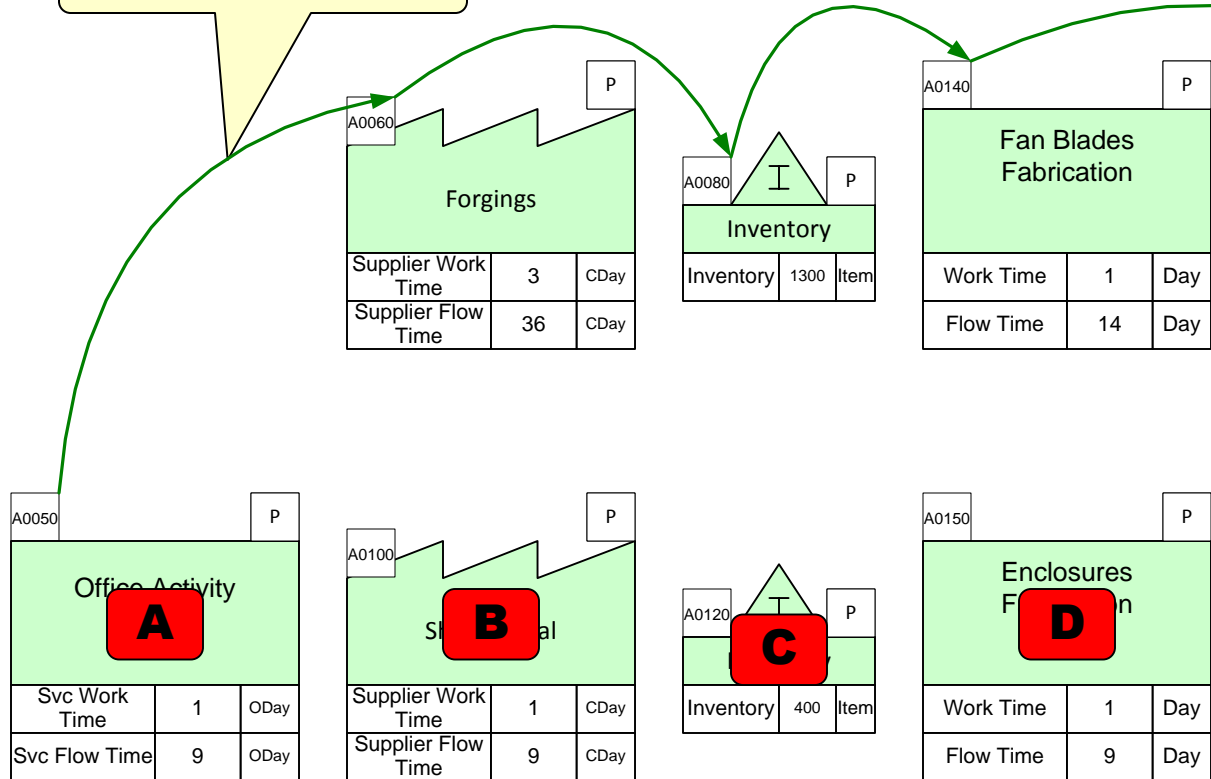 P
A0060
Forgings
Supplier Work
Time
3
CDay
Supplier Flow
Time
36
CDay
A0080
I
P
Inventory
Inventory
1300
Item
A0140
P
Fan Blades
Fabrication
Work Time
1
Day
Flow Time
14
Day
A0050
P
Office Activity
A
Svc Work
Time
1
ODay
Svc Flow Time
9
ODay
A0100
P
B
Supplier Work
Time
1
CDay
Supplier Flow
Time
9
CDay
A0120
I
P
C
Inventory
400
Item
A0150
P
Enclosures
D
Work Time
1
Day
Flow Time
9
Day